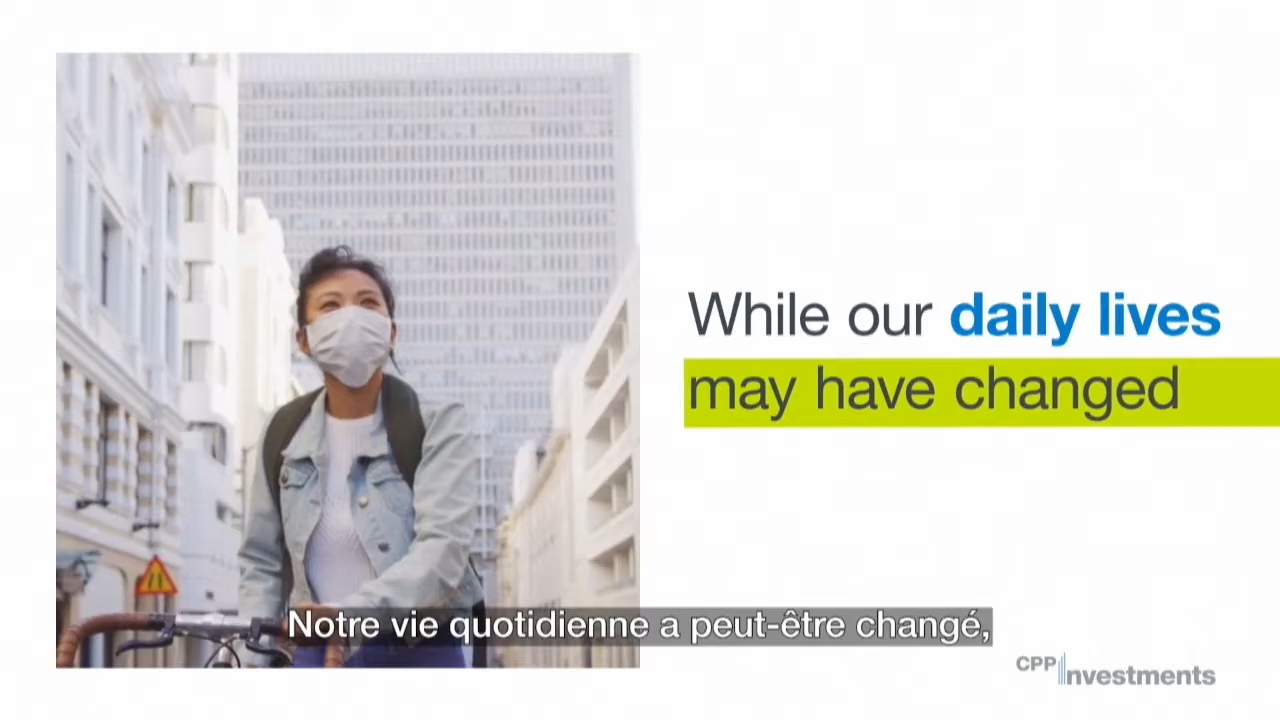 While our daily lives
may have changed
Notre vie quotidienne a peut-être changé,
CPP Investments